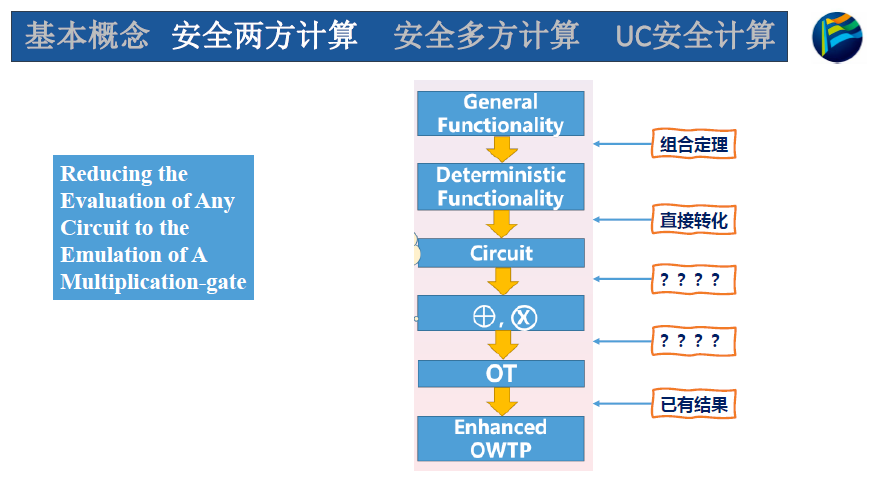 基本概念 安全两方计算 安全多方计算 UC安全计算
Reducing the
Evaluation of Any
Circuit to the
Emulation of A
Multiplication-gate
General
Functionality
组合定理
Deterministic
Functionality
直接转化
Circuit
？？？？
⊕, ⊗
？？？？
OT
已有结果
Enhanced
OWTP